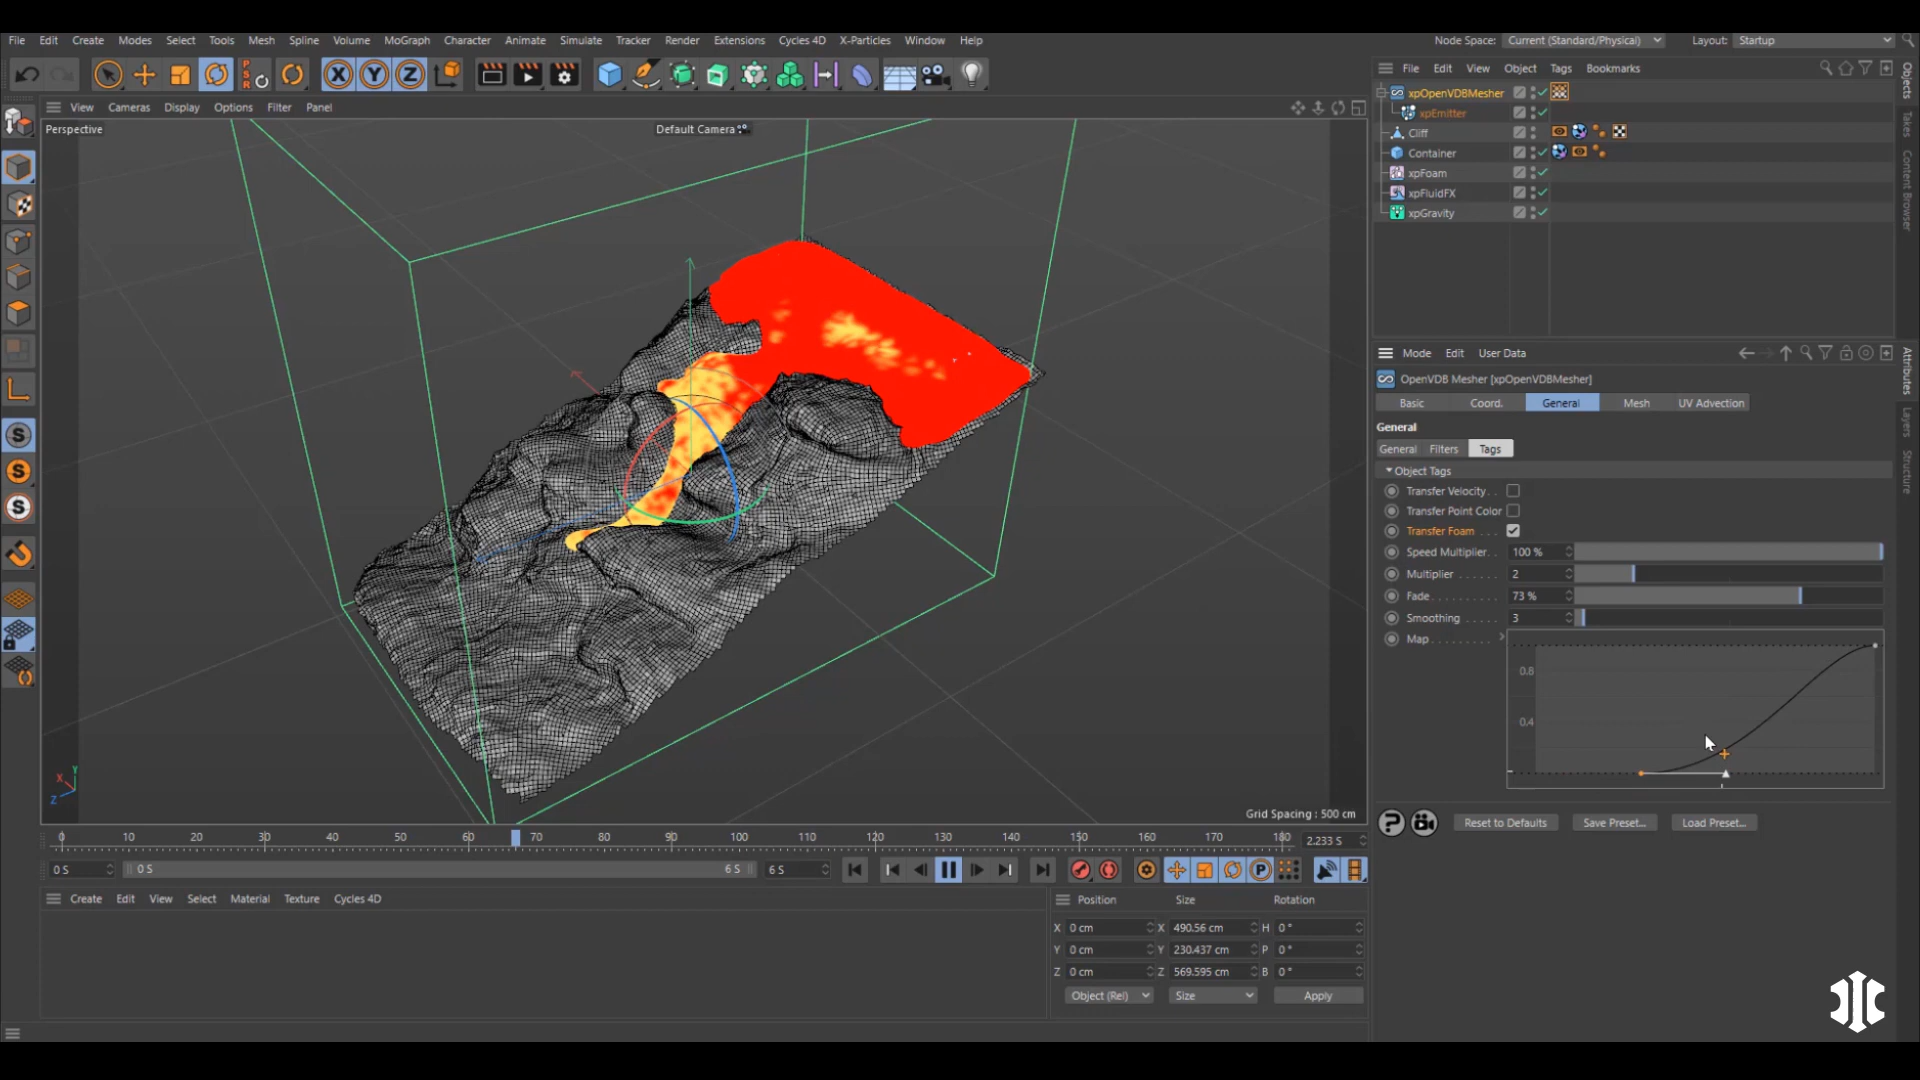 File Edit Create Modes Select Tools Mesh Spline Volume MoGraph Character Animate Simulate Tracker Render Extensions Cycles 4D X-Particles Window Help Node Space: Current (Standard/Physical) Layout: Startup
PSR X Y Z
File Edit View Object Tags Bookmarks
View Cameras Display Options Filter Panel
Perspective Default Camera
xpOpenVDBMesher
xpEmitter
Cliff
Container
xpFoam
xpFluidFX
xpGravity
Objects
Takes
Content Browser
Mode Edit User Data
OpenVDB Mesher [xpOpenVDBMesher]
Basic Coord. General Mesh UV Advection
General
General Filters Tags
Object Tags
Transfer Velocity . .
Transfer Point Color
Transfer Foam . . . .
Speed Multiplier . . 100 %
Multiplier . . . . . . 2
Fade . . . . . . . . . 73 %
Smoothing . . . . 3
Map . . . . . . . . >
0.8
0.4
Attributes
Layers
Structure
? Reset to Defaults Save Preset... Load Preset...
S
S
S
X Y Z
Grid Spacing : 500 cm
0 10 20 30 40 50 60 70 80 90 100 110 120 130 140 150 160 170 180 2.233 S
0 S 0 S 6 S 6 S P
Create Edit View Select Material Texture Cycles 4D
Position Size Rotation
X 0 cm X 490.56 cm H 0 °
Y 0 cm Y 230.437 cm P 0 °
Z 0 cm Z 569.595 cm B 0 °
Object (Rel) Size Apply